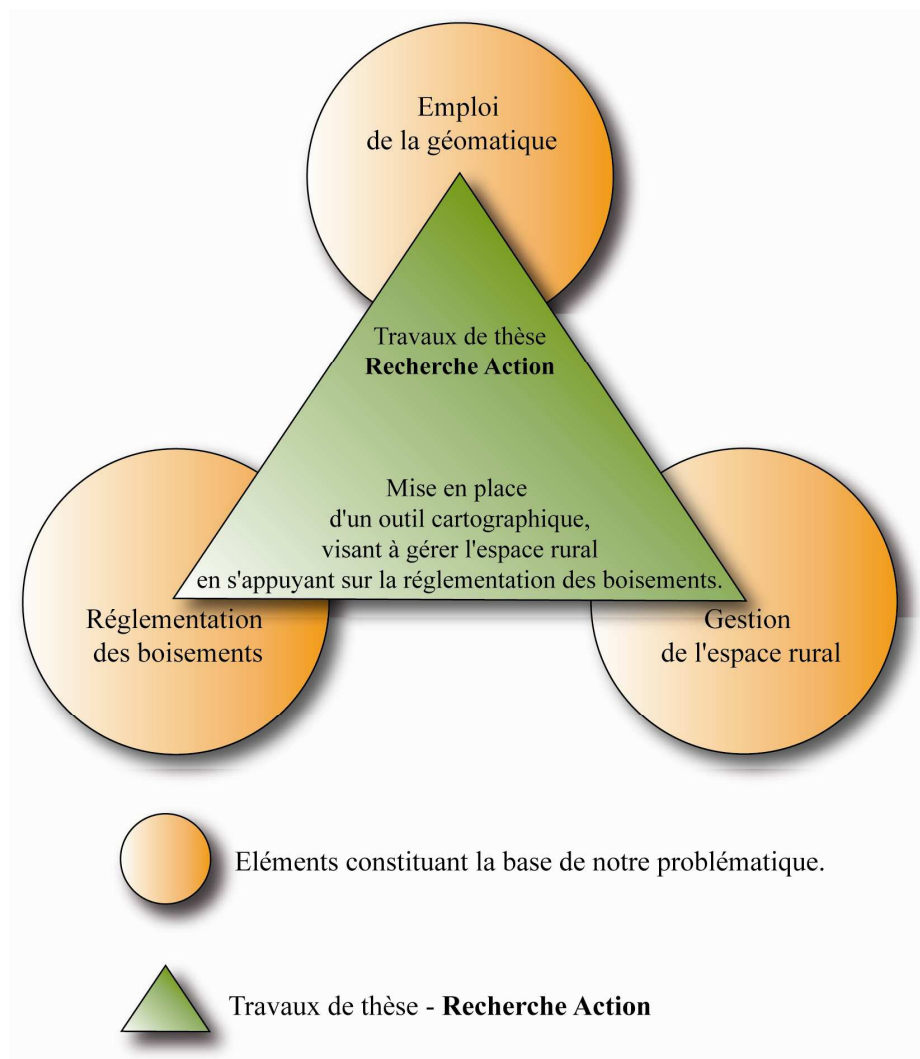 Emploi
de la géomatique
Travaux de thèse
Recherche Action
Mise en place
d'un outil cartographique,
visant à gérer l'espace rural
en s'appuyant sur la réglementation des boisements.
Réglementation
des boisements
Gestion
de l'espace rural
Eléments constituant la base de notre problématique.
Travaux de thèse - Recherche Action